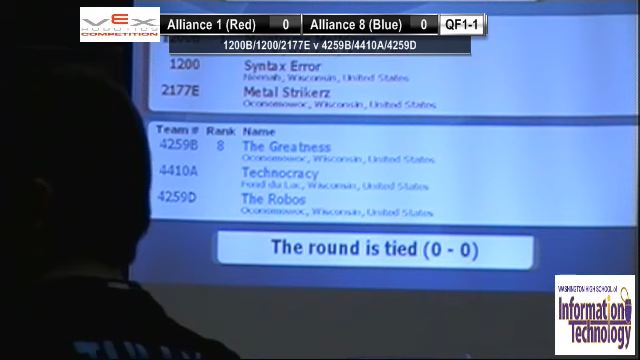 VEX
ROBOTICS
COMPETITION
Alliance 1 (Red) 0 Alliance 8 (Blue) 0 QF1-1
1200B/1200/2177E v 4259B/4410A/4259D
1200 Syntax Error
Neenah, Wisconsin, United States
2177E Metal Strikerz
Oconomowoc, Wisconsin, United States
Team # Rank Name
4259B 8 The Greatness
Oconomowoc, Wisconsin, United States
4410A Technocracy
Fond du Lac, Wisconsin, United States
4259D The Robos
Oconomowoc, Wisconsin, United States
The round is tied (0 - 0)
WASHINGTON HIGH SCHOOL of
Information
Technology